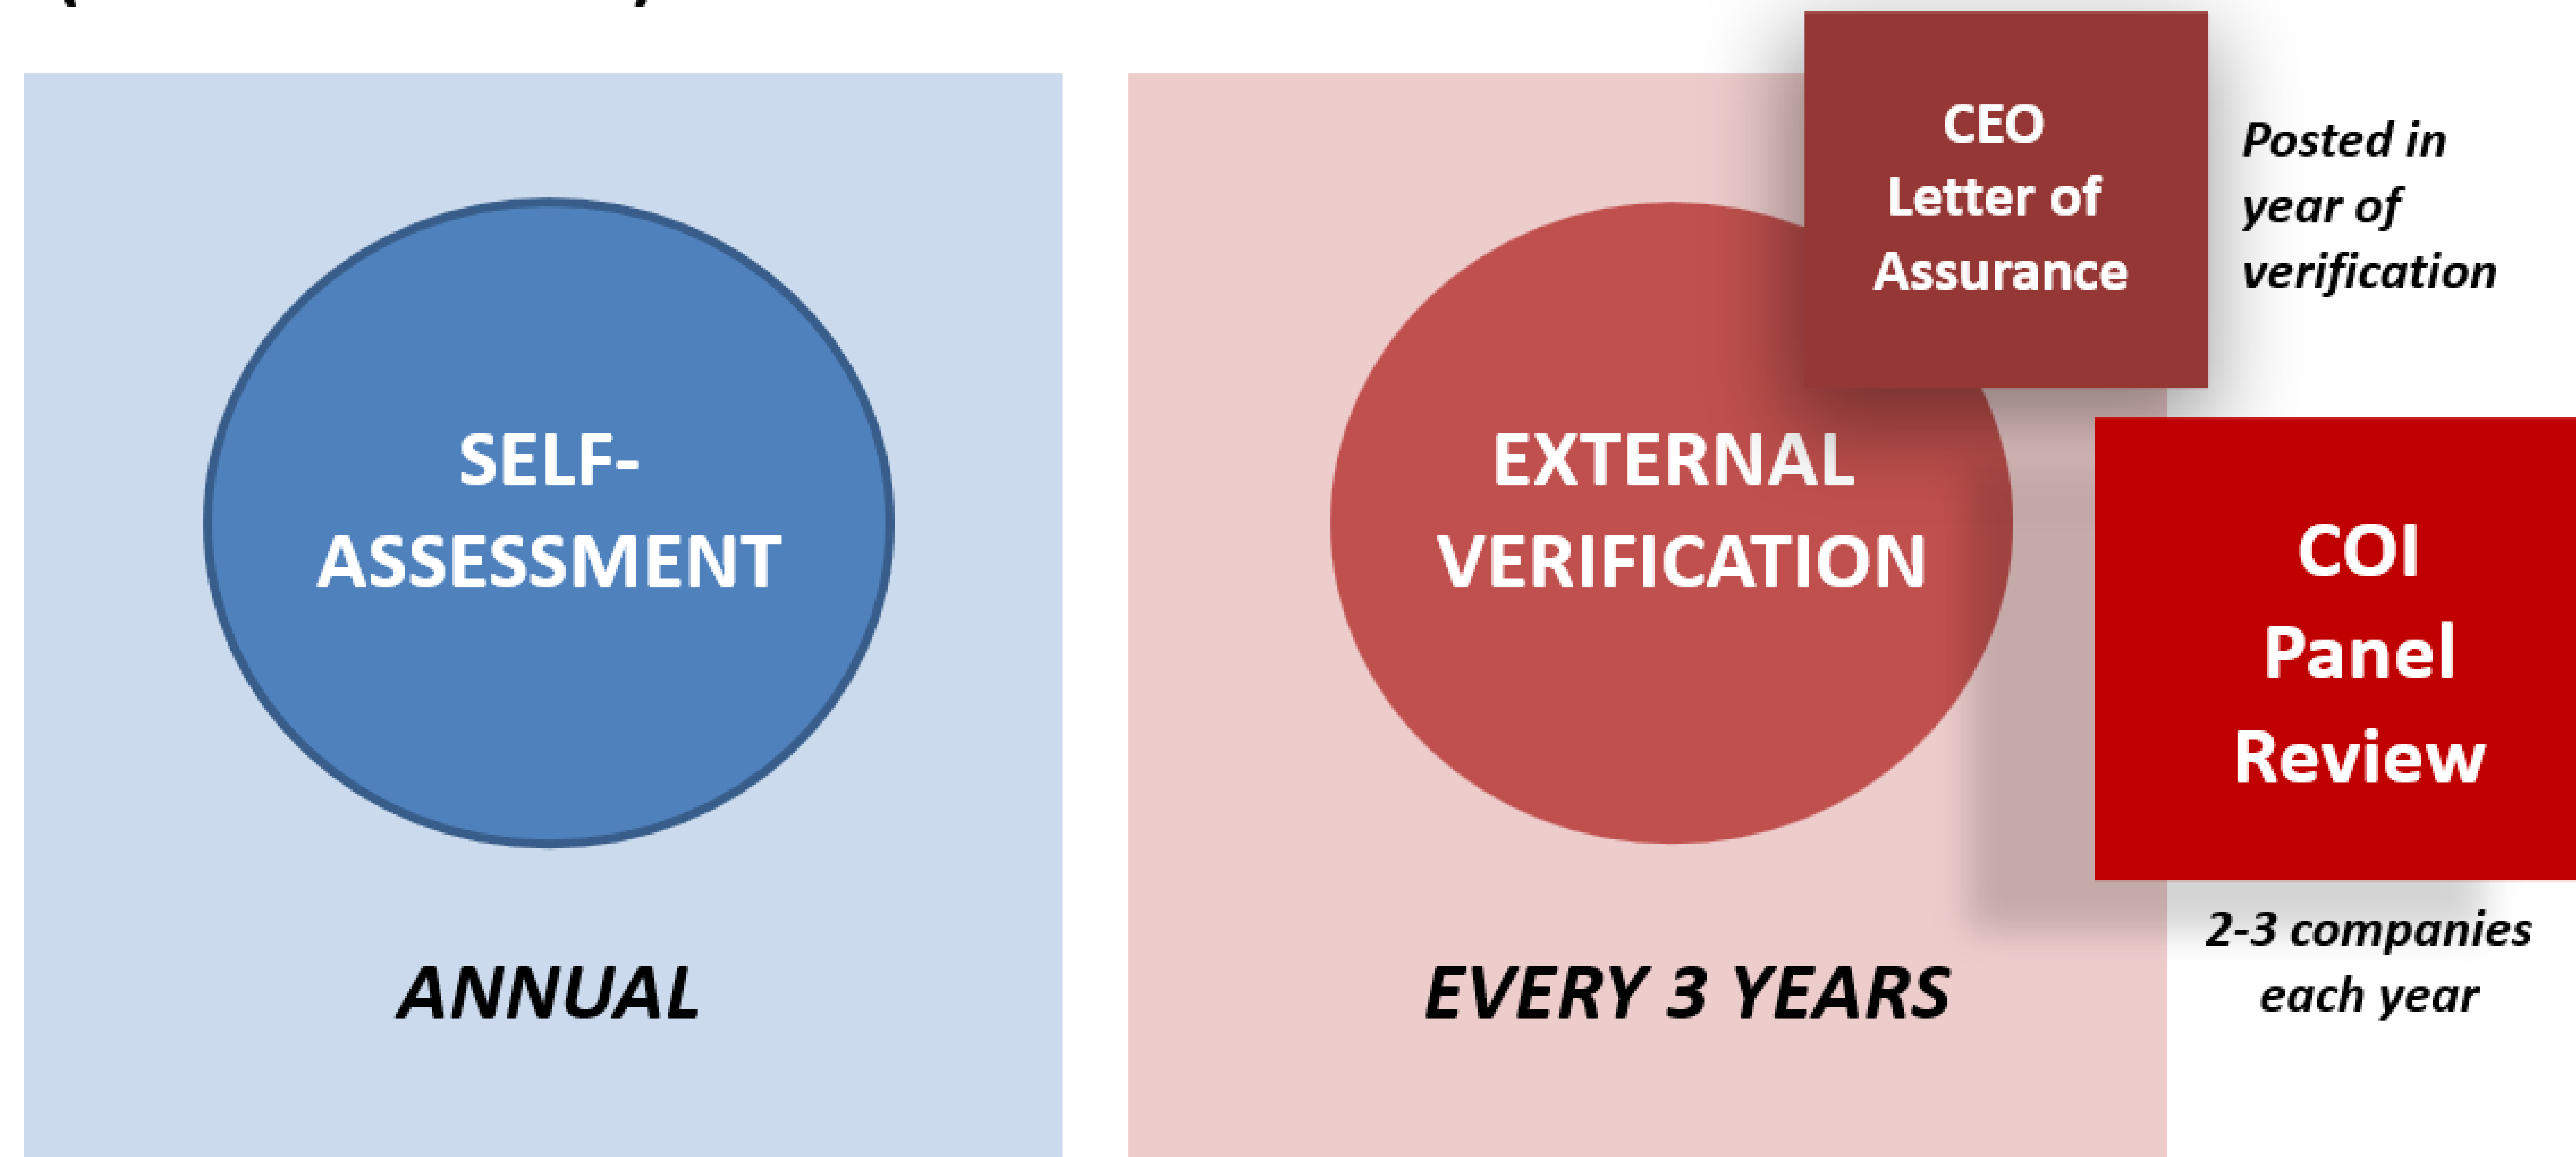 SELF-
ASSESSMENT
ANNUAL
EXTERNAL
VERIFICATION
EVERY 3 YEARS
CEO
Letter of
Assurance
Posted in
year of
verification
COI
Panel
Review
2-3 companies
each year